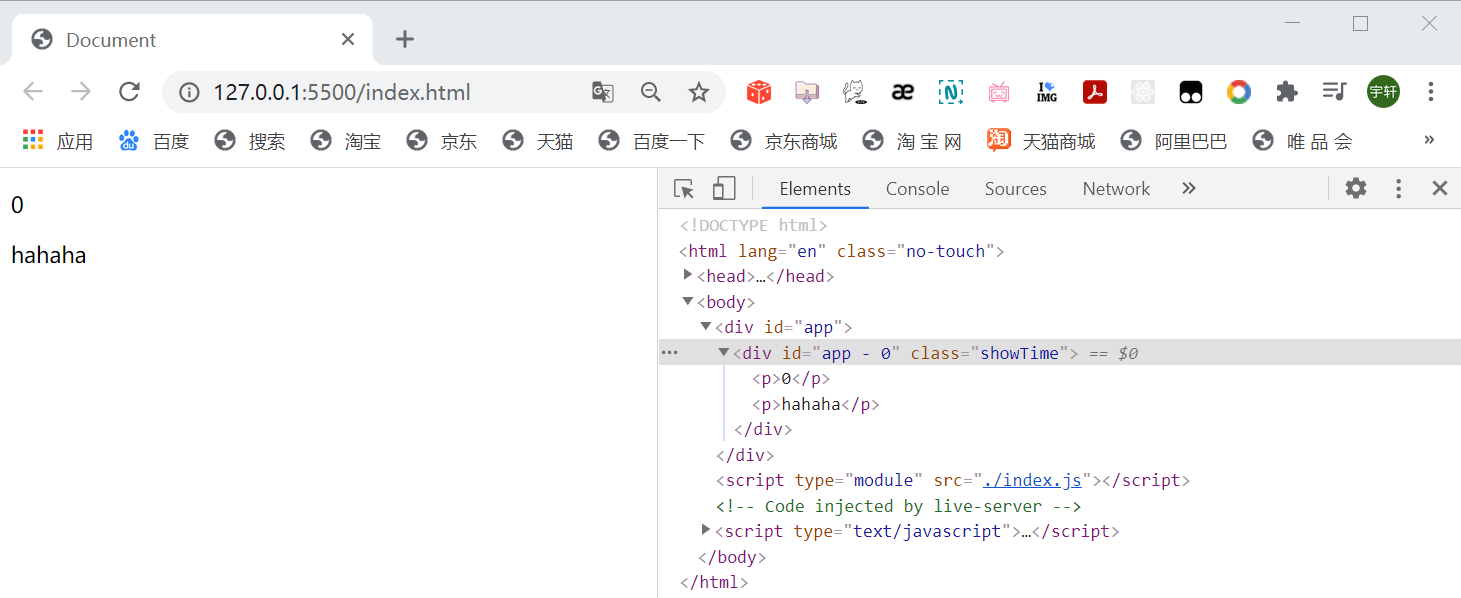 Document
127.0.0.1:5500/index.html
I
IMG
æ
N
宇轩
应用 百度 搜索 淘宝 京东 天猫 百度一下 京东商城 淘 宝 网 天猫商城 阿里巴巴 唯 品 会 »
0
hahaha
Elements Console Sources Network »
<!DOCTYPE html>
<html lang="en" class="no-touch">
<head>…</head>
<body>
<div id="app">
<div id="app - 0" class="showTime"> == $0
<p>0</p>
<p>hahaha</p>
</div>
</div>
<script type="module" src="./index.js"></script>
<!-- Code injected by live-server -->
<script type="text/javascript">…</script>
</body>
</html>